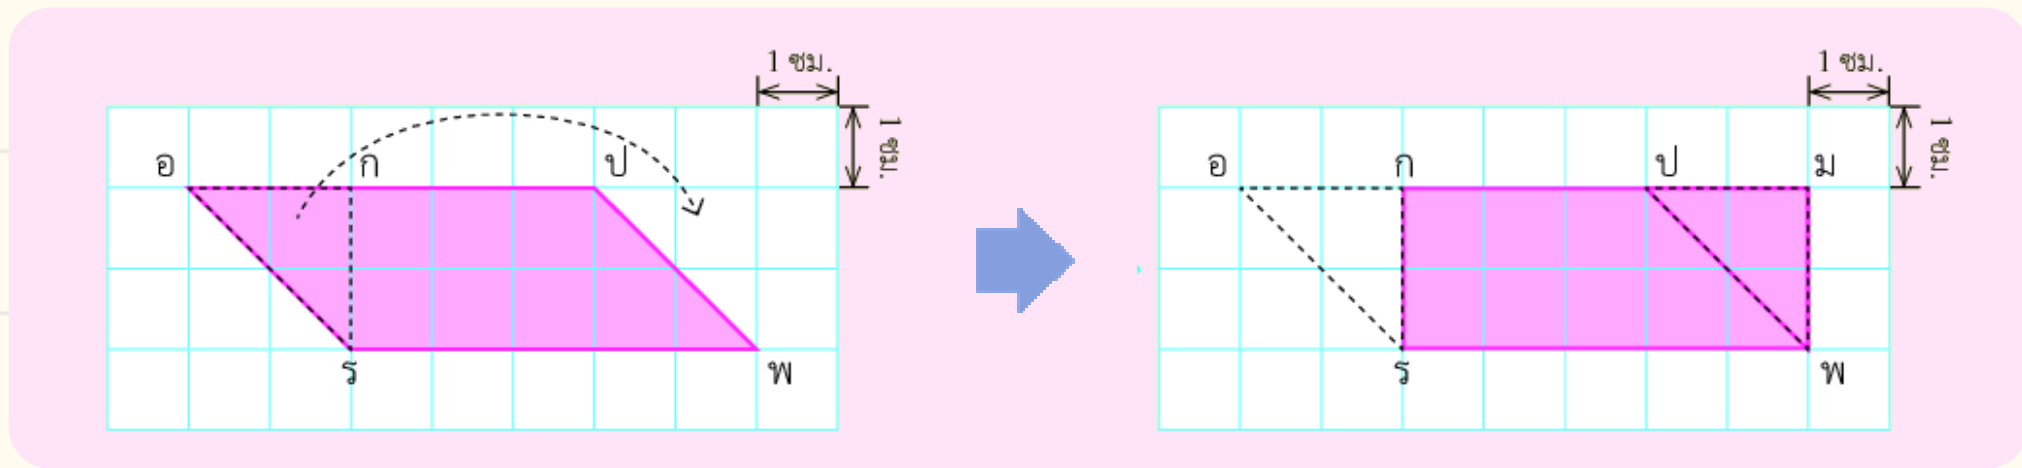 1 ซม.
1 ซม.
อ ก ป
ร พ
1 ซม.
1 ซม.
อ ก ป ม
ร พ